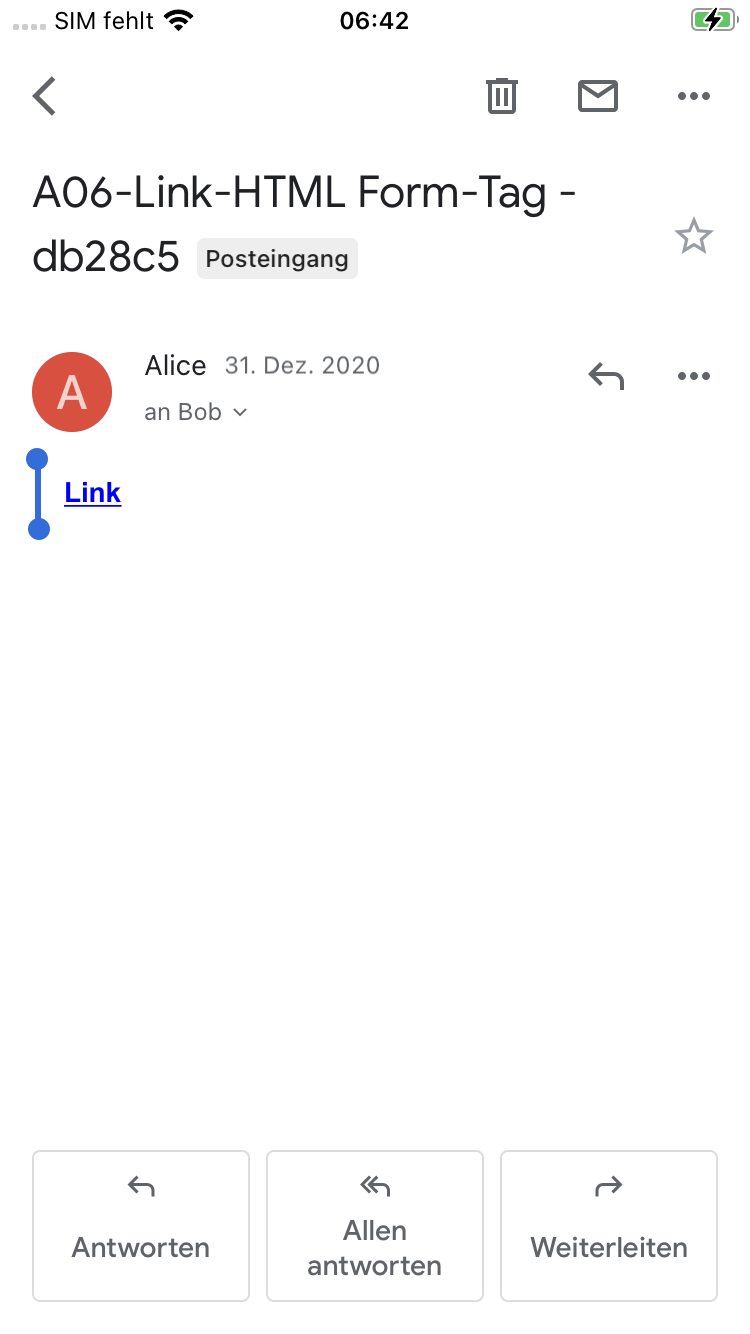 SIM fehlt 06:42
A06-Link-HTML Form-Tag -
db28c5 Posteingang
A
Alice 31. Dez. 2020
an Bob
Link
Antworten
Allen
antworten
Weiterleiten